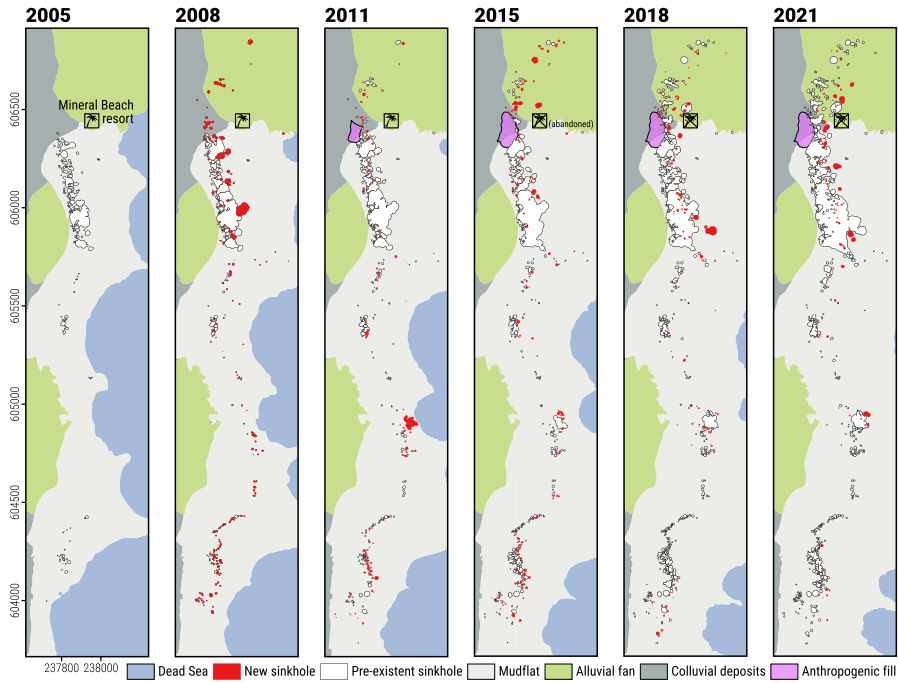 2005 2008 2011 2015 2018 2021
Mineral Beach
resort
(abandoned)
606500
606000
605500
605000
604500
604000
237800 238000
Dead Sea New sinkhole Pre-existent sinkhole Mudflat Alluvial fan Colluvial deposits Anthropogenic fill